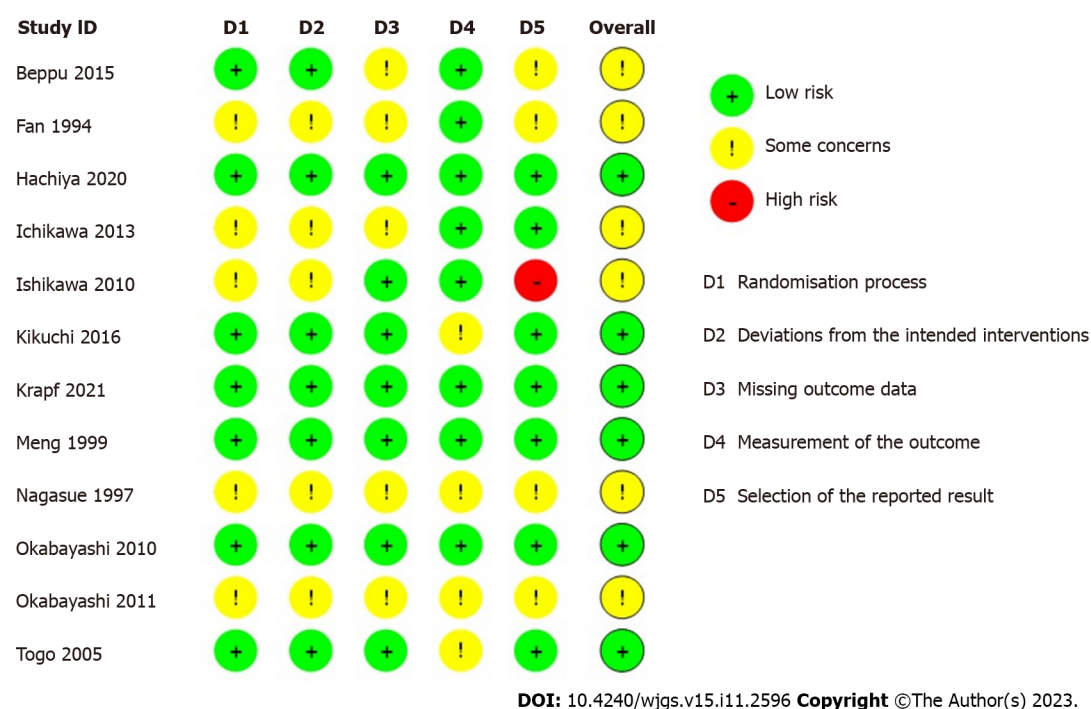 Study ID D1 D2 D3 D4 D5 Overall
Beppu 2015 + + ! + ! !
Fan 1994 ! ! ! + ! !
Hachiya 2020 + + + + + +
Ichikawa 2013 ! ! ! + + !
Ishikawa 2010 ! ! + + - !
Kikuchi 2016 + + + ! + +
Krapf 2021 + + + + + +
Meng 1999 + + + + + +
Nagasue 1997 ! ! ! ! ! !
Okabayashi 2010 + + + + + +
Okabayashi 2011 ! ! ! ! ! !
Togo 2005 + + + ! + +
+ Low risk
! Some concerns
- High risk
D1 Randomisation process
D2 Deviations from the intended interventions
D3 Missing outcome data
D4 Measurement of the outcome
D5 Selection of the reported result
DOI: 10.4240/wjgs.v15.i11.2596 Copyright ©The Author(s) 2023.